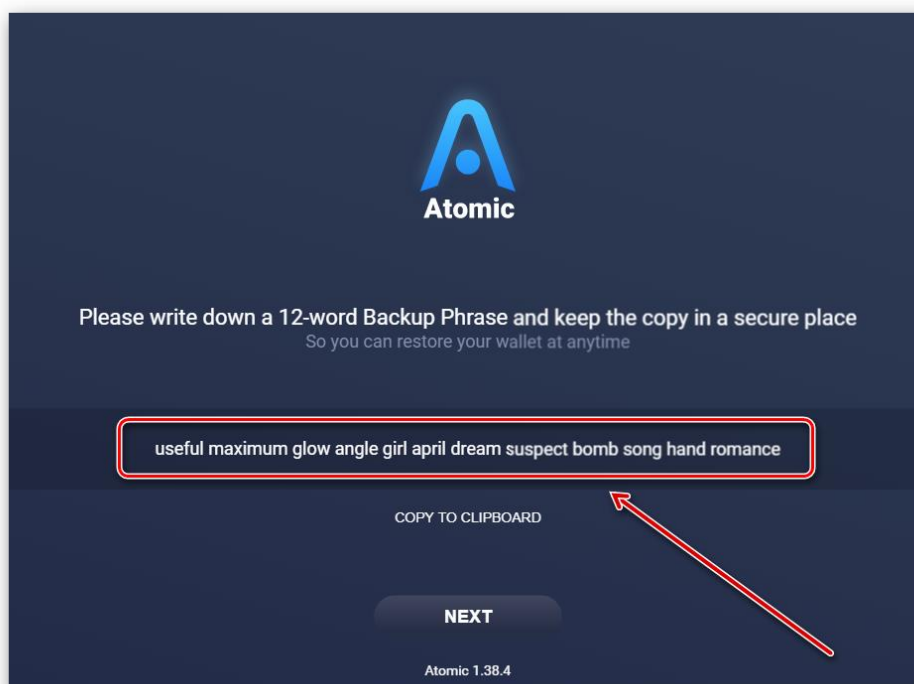 Atomic
Please write down a 12-word Backup Phrase and keep the copy in a secure place
So you can restore your wallet at anytime
useful maximum glow angle girl april dream suspect bomb song hand romance
COPY TO CLIPBOARD
NEXT
Atomic 1.38.4